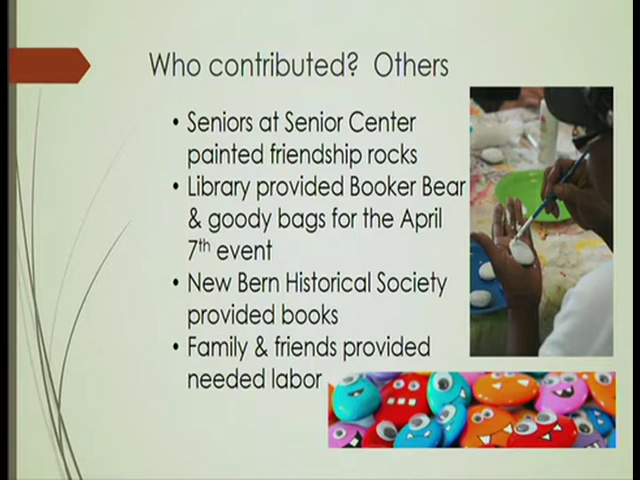 Who contributed? Others
• Seniors at Senior Center
painted friendship rocks
• Library provided Booker Bear
& goody bags for the April
7th event
• New Bern Historical Society
provided books
• Family & friends provided
needed labor